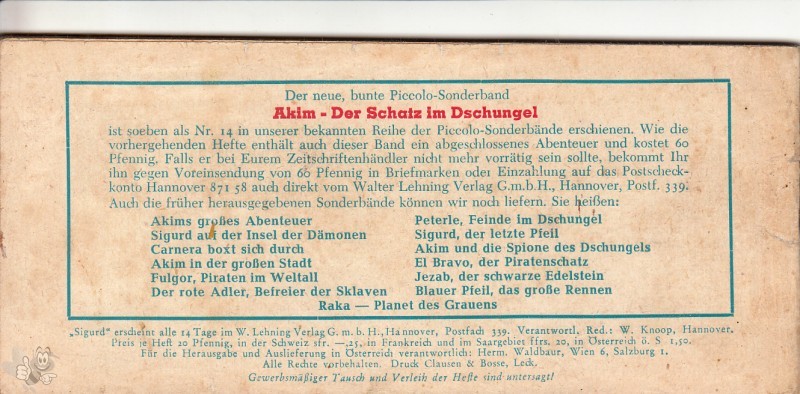 Der neue, bunte Piccolo-Sonderband
Akim - Der Schatz im Dschungel
ist soeben als Nr. 14 in unserer bekannten Reihe der Piccolo-Sonderbände erschienen. Wie die
vorhergehenden Hefte enthält auch dieser Band ein abgeschlossenes Abenteuer und kostet 60
Pfennig. Falls er bei Eurem Zeitschriftenhändler nicht mehr vorrätig sein sollte, bekommt Ihr
ihn gegen Voreinsendung von 60 Pfennig in Briefmarken oder Einzahlung auf das Postscheck-
konto Hannover 871 58 auch direkt vom Walter Lehning Verlag G.m.b.H., Hannover, Postf. 339.
Auch die früher herausgegebenen Sonderbände können wir noch liefern. Sie heißen:
Akims großes Abenteuer
Sigurd auf der Insel der Dämonen
Carnera boxt sich durch
Akim in der großen Stadt
Fulgor, Piraten im Weltall
Der rote Adler, Befreier der Sklaven
Peterle, Feinde im Dschungel
Sigurd, der letzte Pfeil
Akim und die Spione des Dschungels
El Bravo, der Piratenschatz
Jezab, der schwarze Edelstein
Blauer Pfeil, das große Rennen
Raka — Planet des Grauens
„Sigurd" erscheint alle 14 Tage im W. Lehning Verlag G. m. b. H., Hannover, Postfach 339. Verantwortl. Red.: W. Knoop, Hannover.
Preis je Heft 20 Pfennig, in der Schweiz sfr. —.25, in Frankreich und im Saargebiet ffrs. 20, in Österreich ö. S 1,50.
Für die Herausgabe und Auslieferung in Österreich verantwortlich: Herm. Waldbaur, Wien 6, Salzburg 1.
Alle Rechte vorbehalten. Druck Clausen & Bosse, Leck.
Gewerbsmäßiger Tausch und Verleih der Hefte sind untersagt!